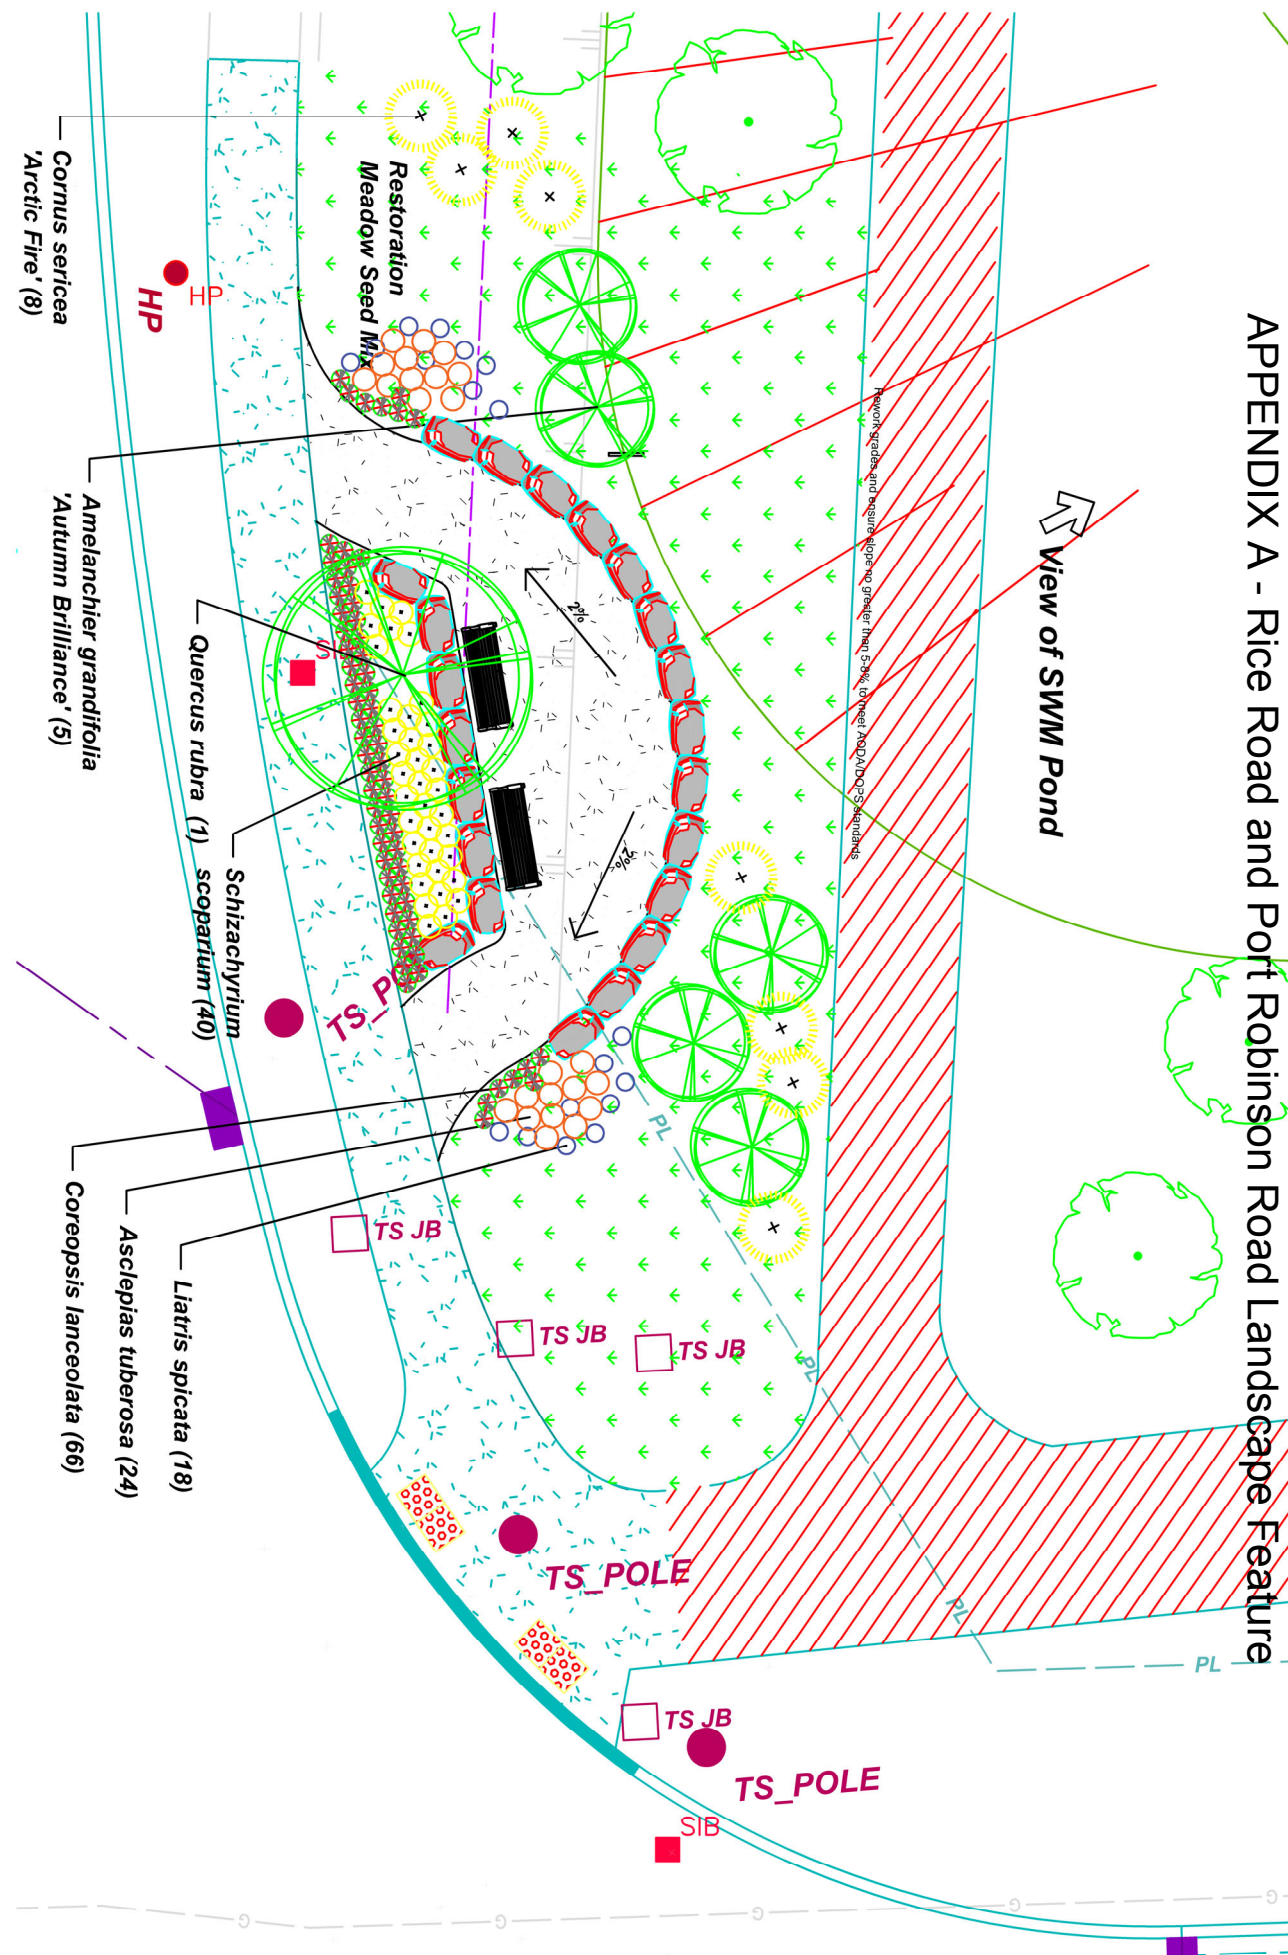 APPENDIX A - Rice Road and Port Robinson Road Landscape Feature
View of SWM Pond
Rework grades and ensure slope no greater than 5-8% to meet AODA/DOPS standards
Restoration
Meadow Seed Mix
Cornus sericea
'Arctic Fire' (8)
HP
HP
Amelanchier grandifolia
'Autumn Brilliance' (5)
Quercus rubra (1)
Schizachyrium
scoparium (40)
2%
2%
Coreopsis lanceolata (66)
Asclepias tuberosa (24)
Liatris spicata (18)
TS JB
TS JB
TS JB
TS JB
TS_POLE
TS_POLE
SIB
PL
PL
PL
PL
G
G
G
G
G